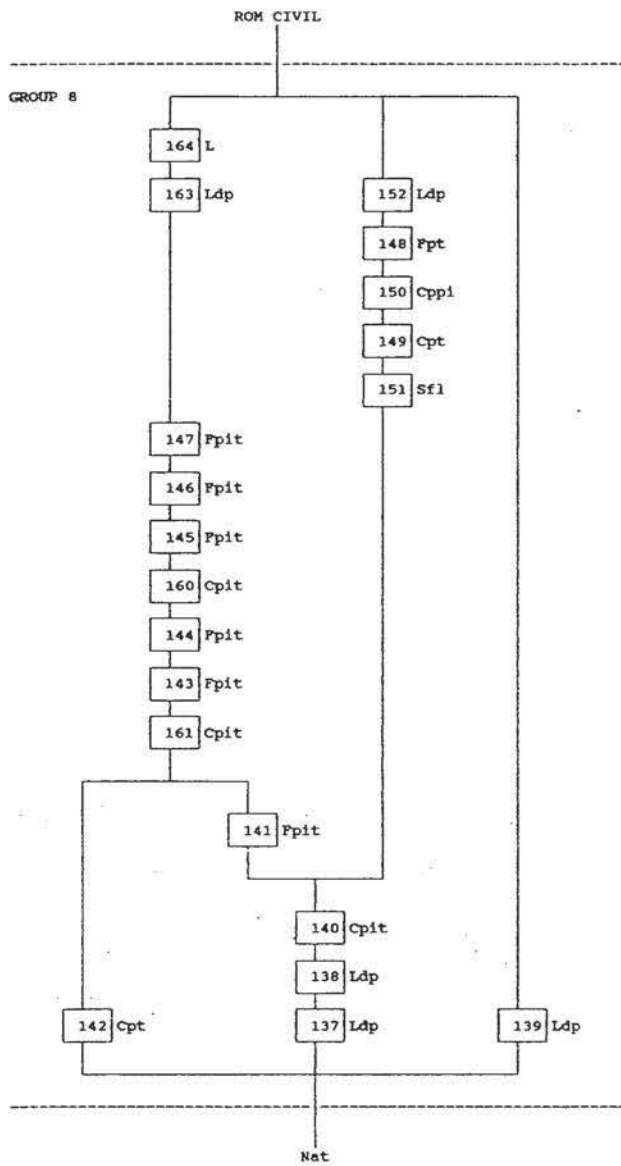 ROM CIVIL
GROUP 8
164 L
163 Ldp
152 Ldp
148 Fpt
150 Cppi
149 Cpt
151 Sfl
147 Fpit
146 Fpit
145 Fpit
160 Cpit
144 Fpit
143 Fpit
161 Cpit
141 Fpit
140 Cpit
138 Ldp
142 Cpt
137 Ldp
139 Ldp
Nat